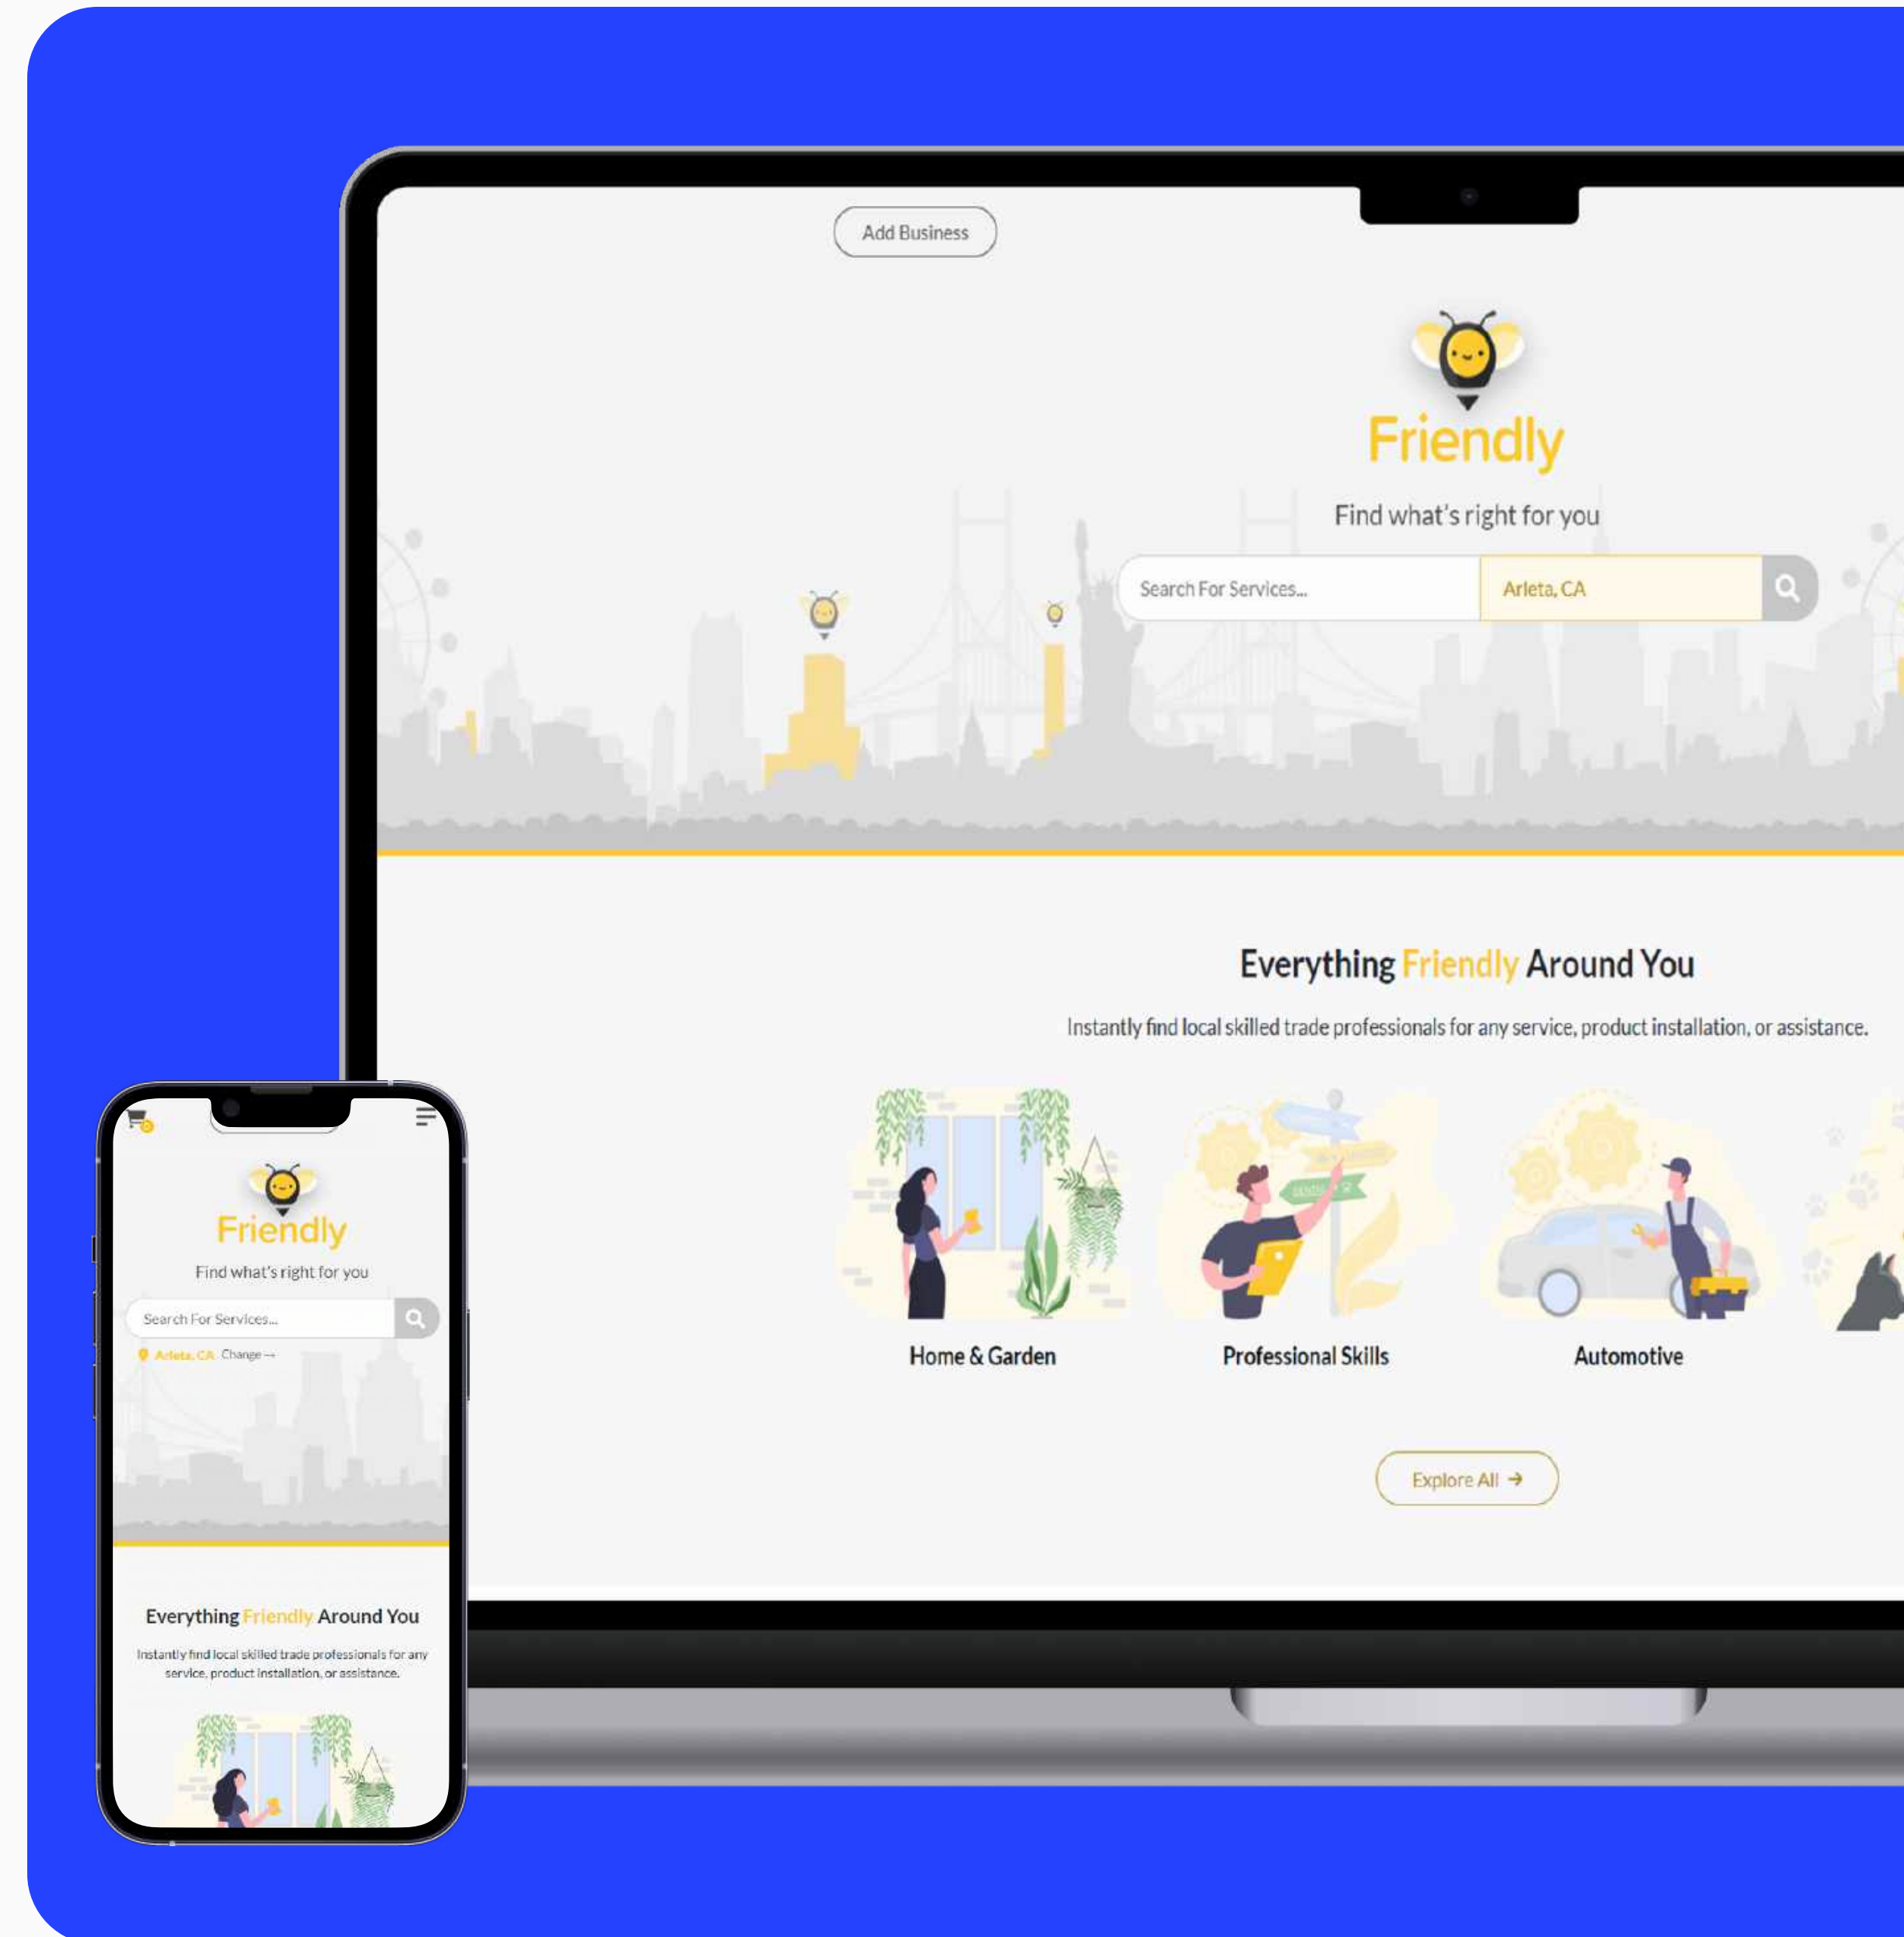 Add Business
Friendly
Find what's right for you
Search For Services...
Arleta, CA
Everything Friendly Around You
Instantly find local skilled trade professionals for any service, product installation, or assistance.
Home & Garden
Professional Skills
Automotive
Explore All →
Friendly
Find what's right for you
Search For Services...
Arleta, CA Change →
Everything Friendly Around You
Instantly find local skilled trade professionals for any
service, product installation, or assistance.